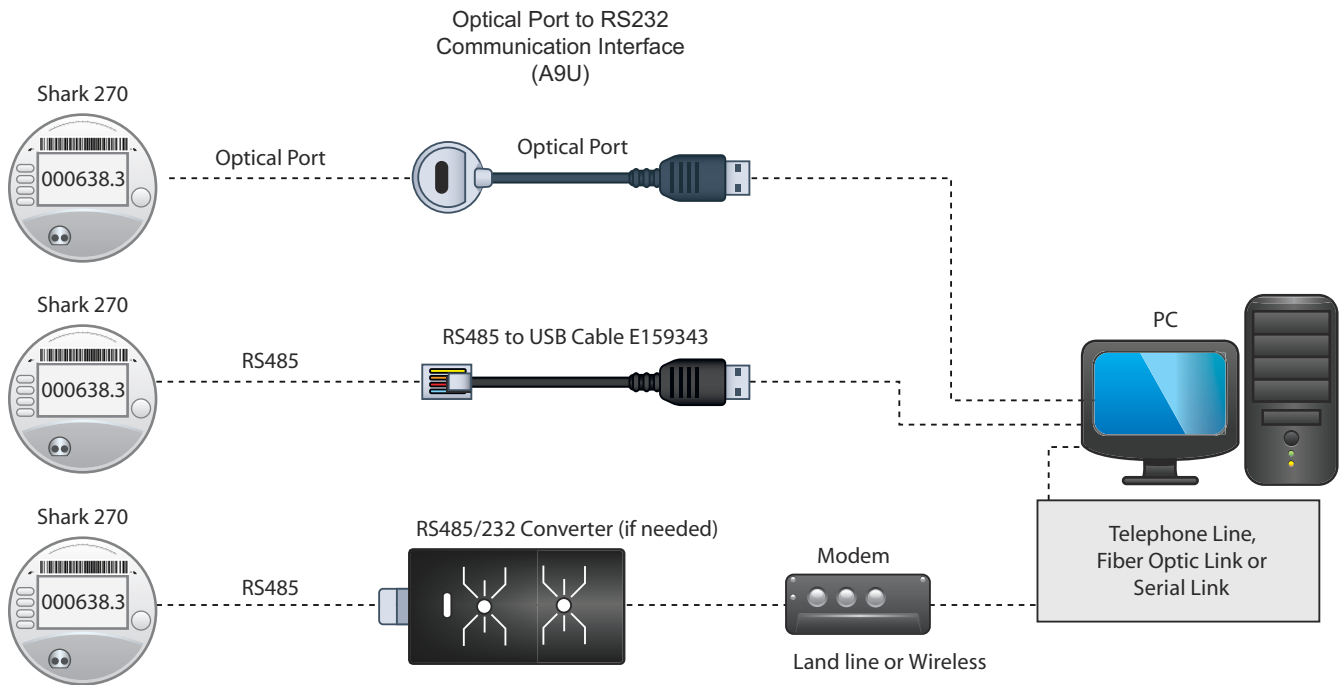 Optical Port to RS232
Communication Interface
(A9U)
Shark 270
000638.3
Optical Port
Optical Port
Shark 270
000638.3
RS485
RS485 to USB Cable E159343
PC
Shark 270
000638.3
RS485
RS485/232 Converter (if needed)
Modem
Land line or Wireless
Telephone Line,
Fiber Optic Link or
Serial Link